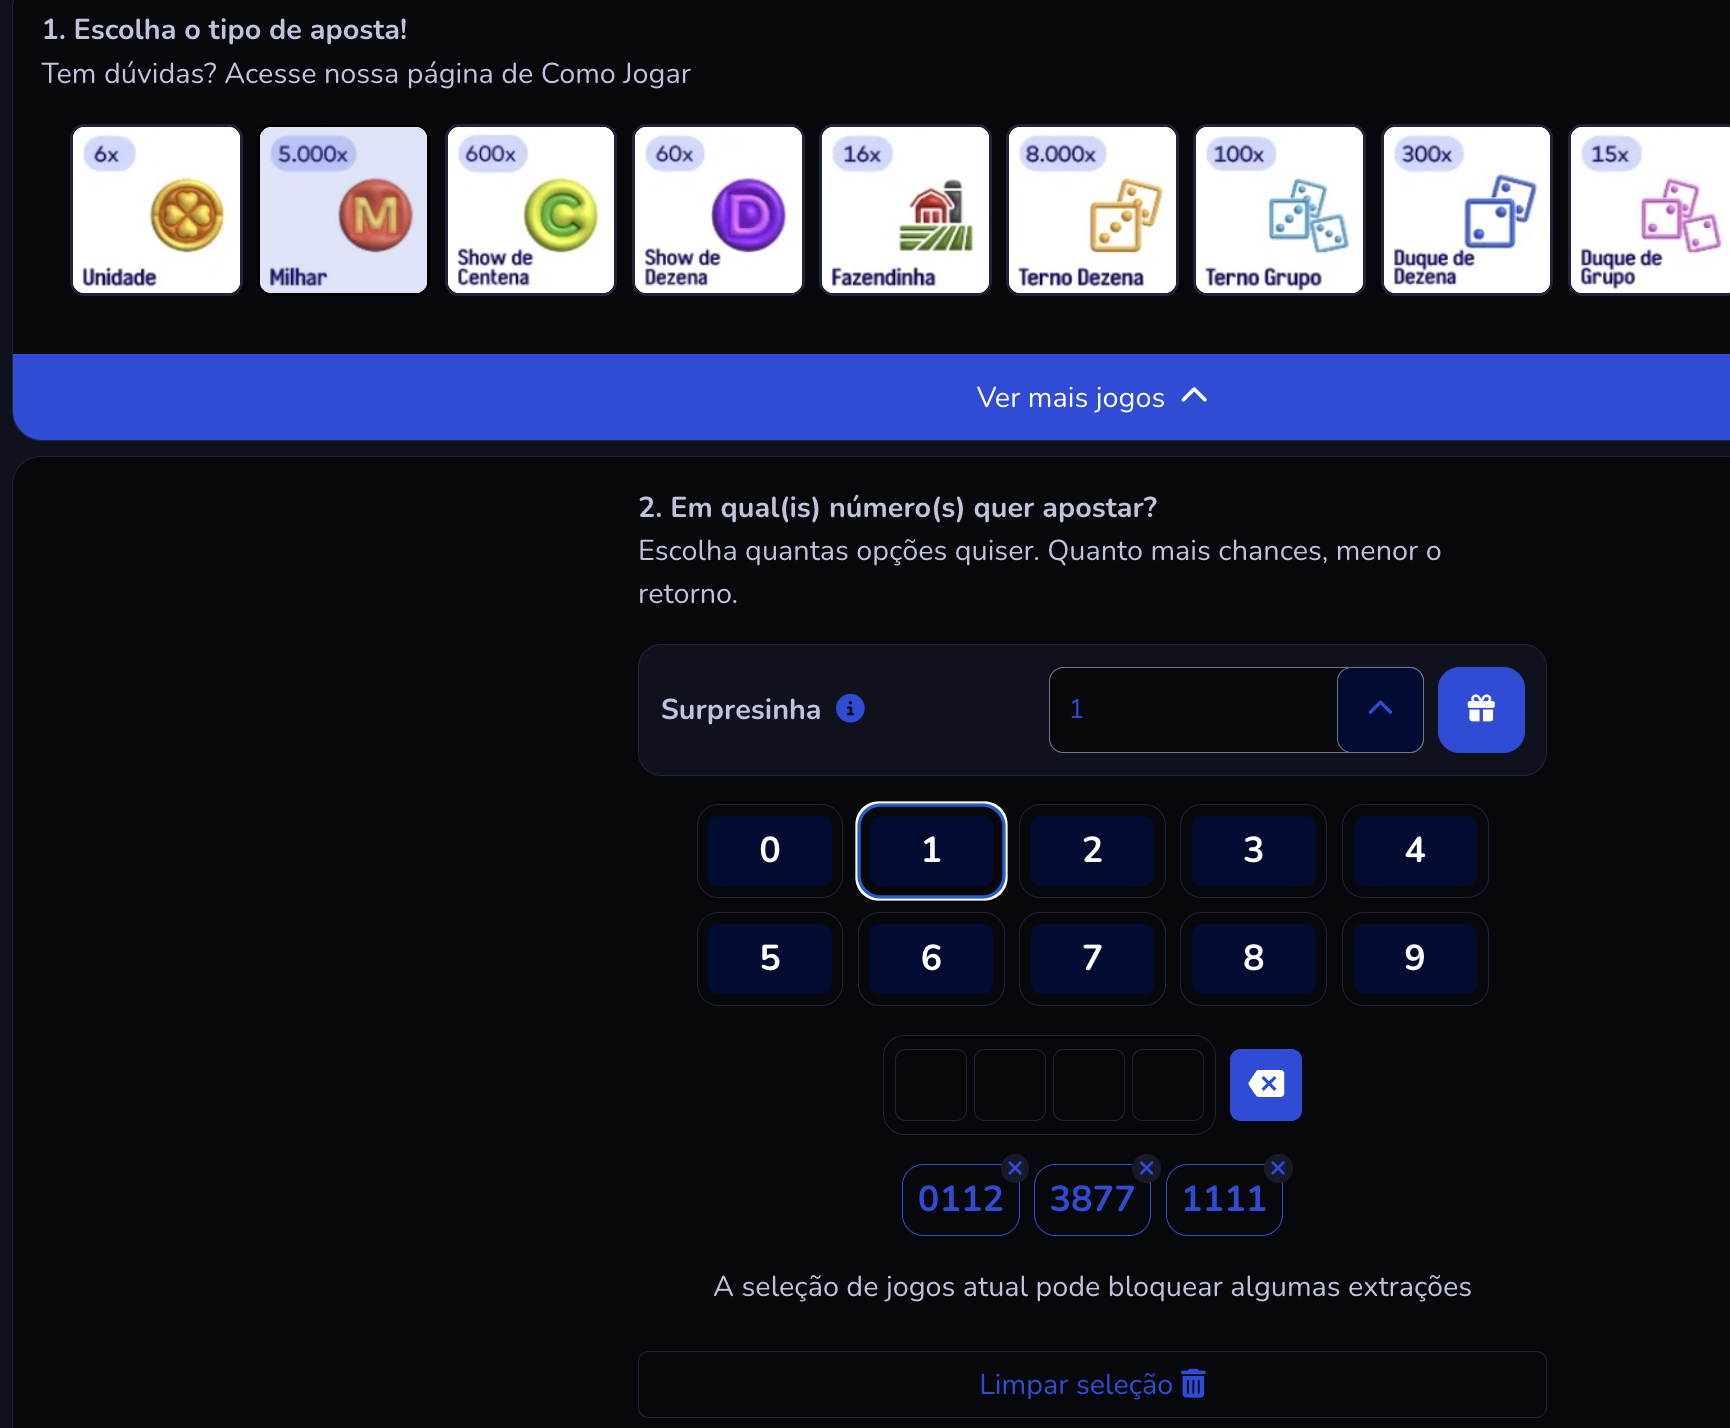 1. Escolha o tipo de aposta!
Tem dúvidas? Acesse nossa página de Como Jogar
6x
Unidade
5.000x
M
Milhar
600x
C
Show de
Centena
60x
D
Show de
Dezena
16x
Fazendinha
8.000x
Terno Dezena
100x
Terno Grupo
300x
Duque de
Dezena
15x
Duque de
Grupo
Ver mais jogos
2. Em qual(is) número(s) quer apostar?
Escolha quantas opções quiser. Quanto mais chances, menor o
retorno.
Surpresinha
1
0 1 2 3 4
5 6 7 8 9
0112 3877 1111
A seleção de jogos atual pode bloquear algumas extrações
Limpar seleção